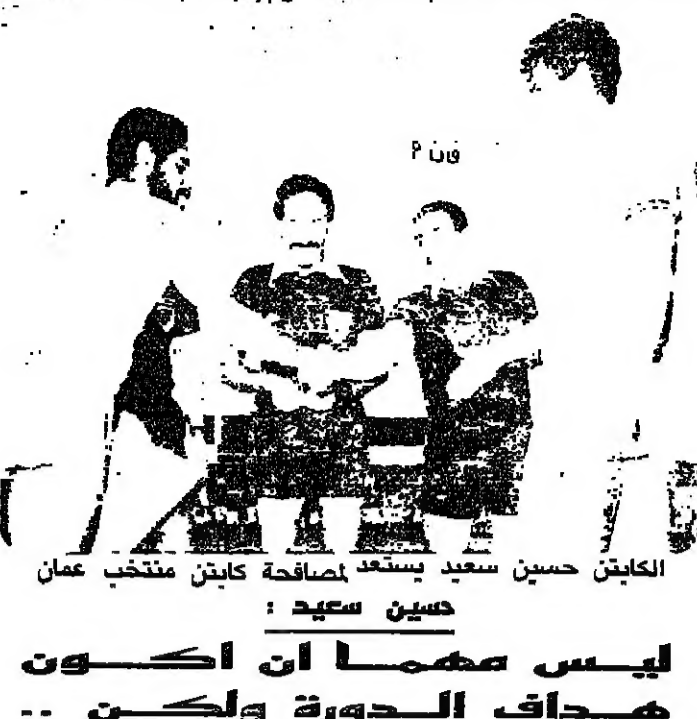 الكابتن حسين سعيد يستعد لمصافحة كابتن منتخب عمان
حسين سعيد :
ليس مهما ان اكون
هداف الدورة ولكن ..